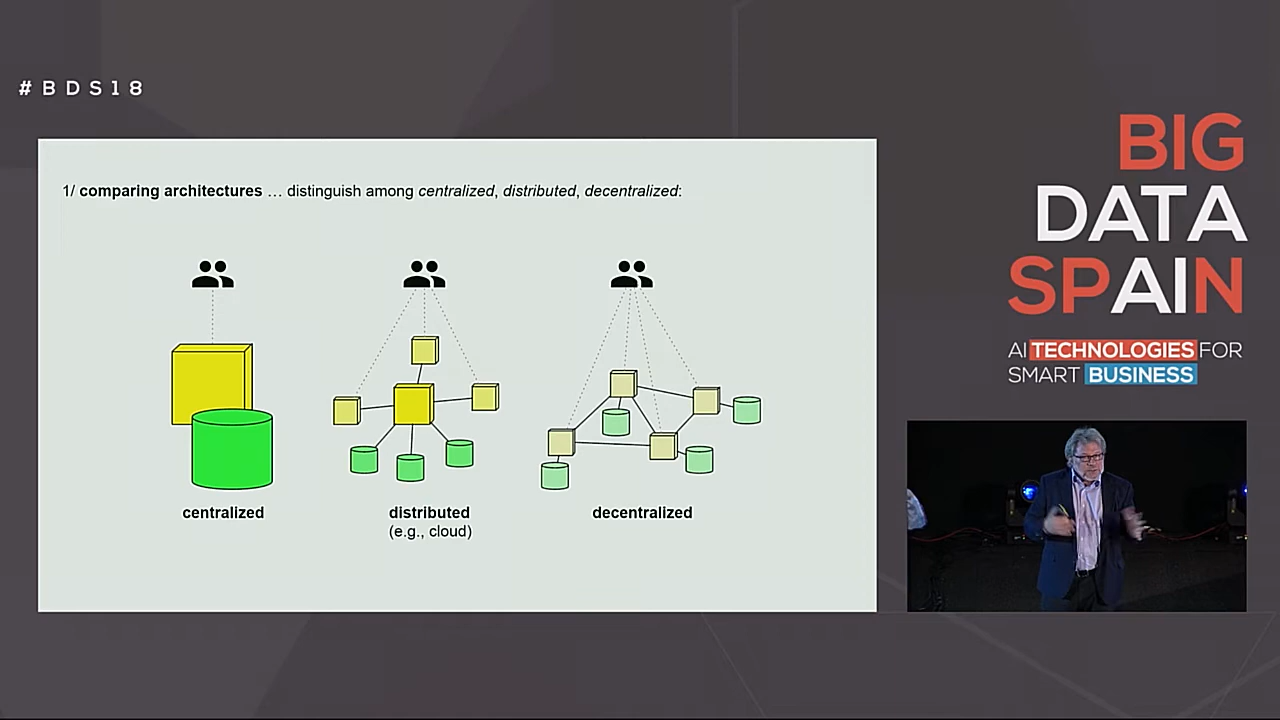 #BDS18
1/ comparing architectures … distinguish among centralized, distributed, decentralized:
centralized
distributed
(e.g., cloud)
decentralized
BIG
DATA
SPAIN
AI TECHNOLOGIES FOR
SMART BUSINESS